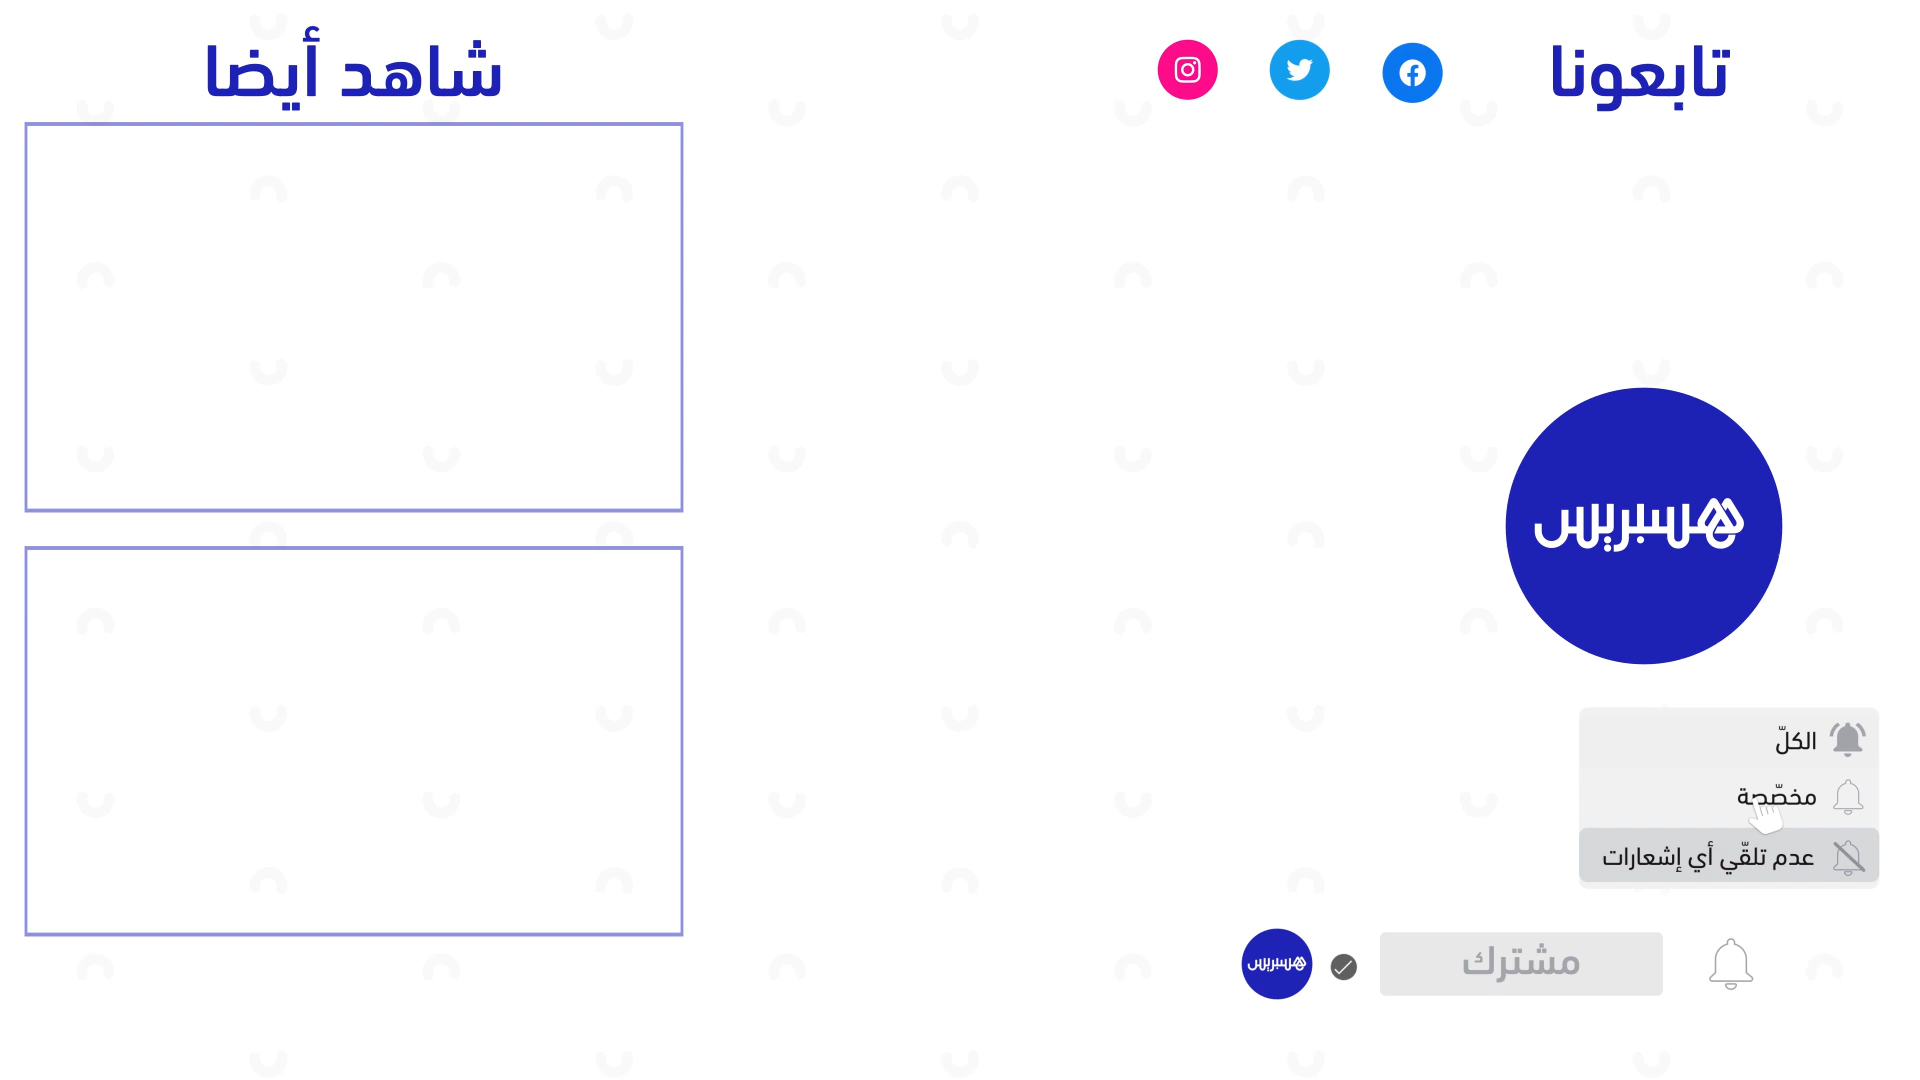 تابعونا
شاهد أيضا
هسبريس
الكلّ
مخصّصة
عدم تلقّي أي إشعارات
مشترك
هسبريس